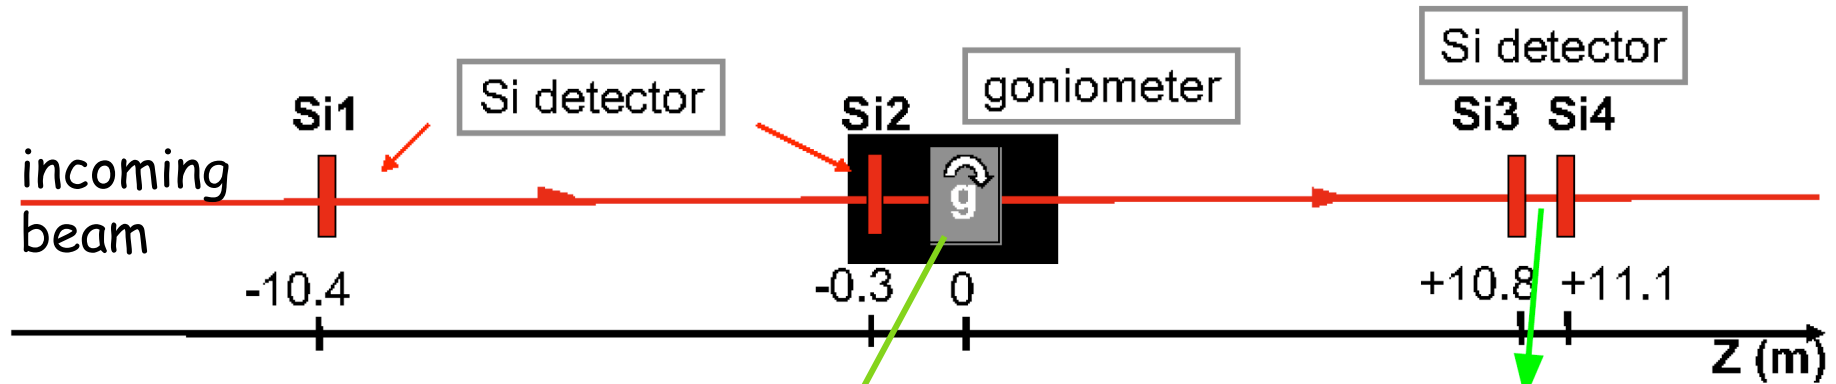 Si detector
Si detector
goniometer
Si1
Si2
Si3 Si4
incoming
beam
g
-10.4
-0.3
0
+10.8
+11.1
Z (m)